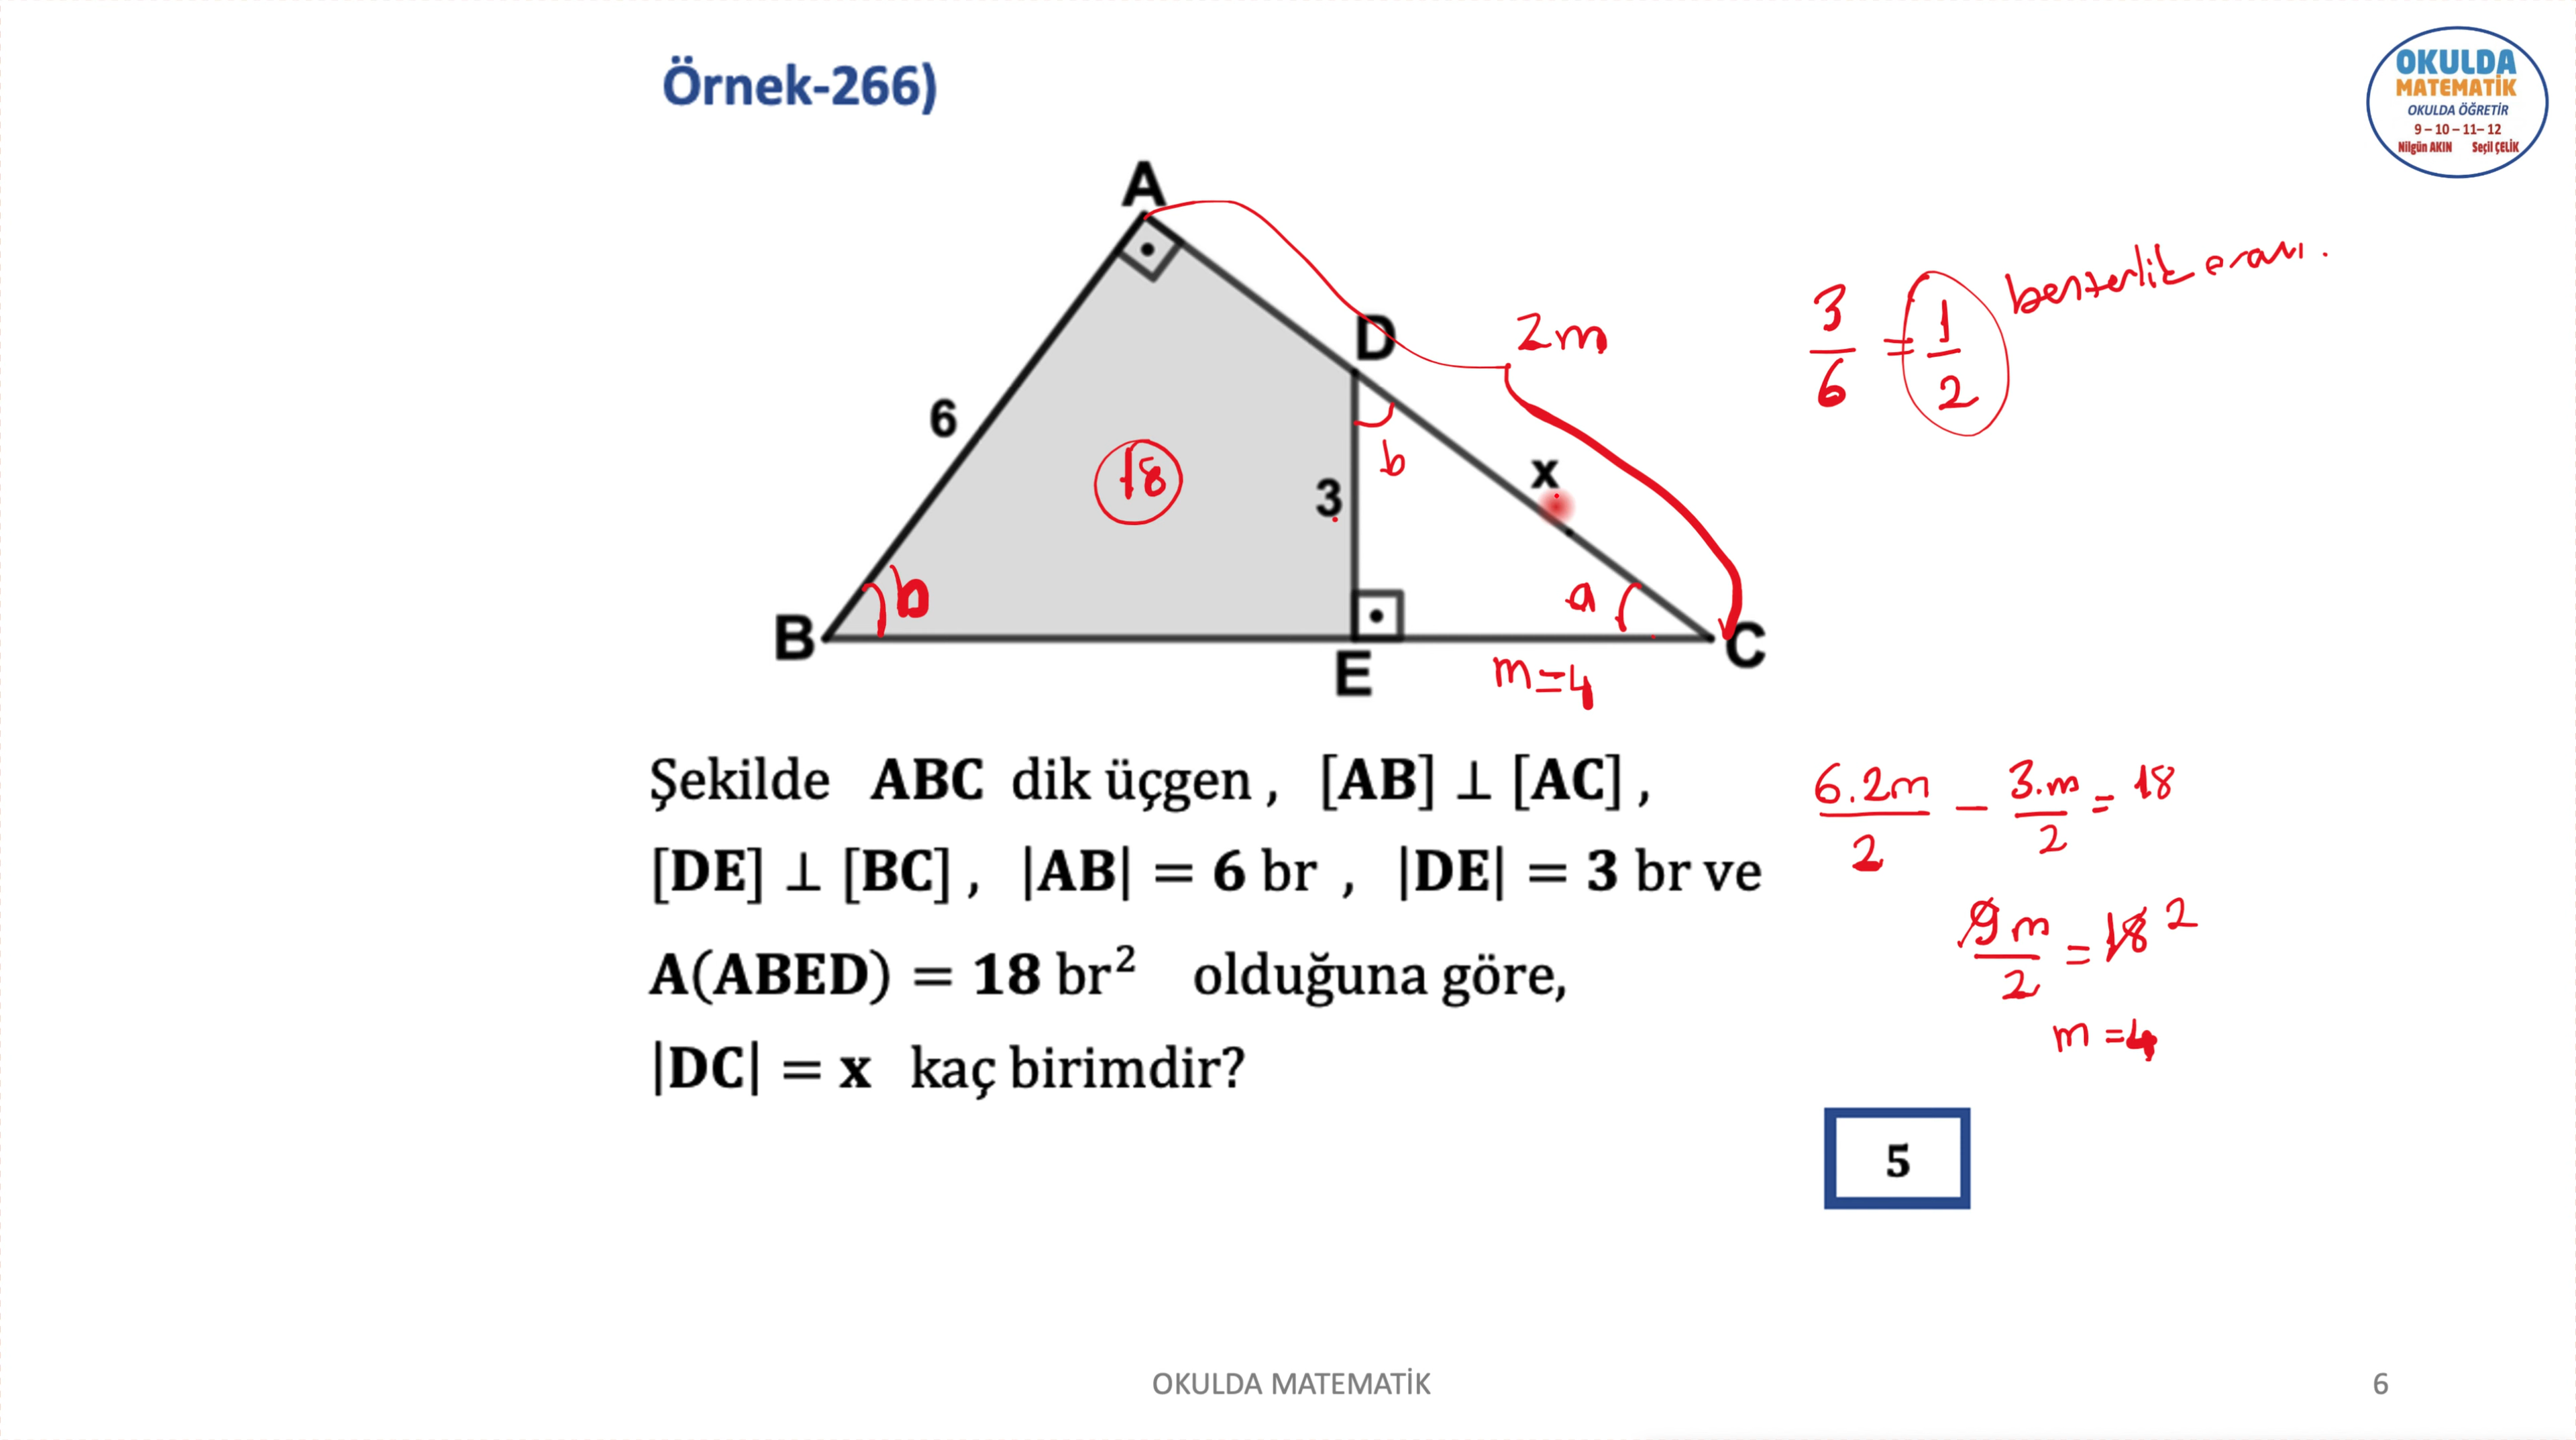 Örnek-266)
OKULDA
MATEMATİK
OKULDA ÖĞRETİR
9 – 10 – 11– 12
Nilgün AKIN Seçil ÇELİK
A
D
2m
3/6 = 1/2 benzerlik oranı.
6
18
3
b
x
b
a
B
E
C
m=4
Şekilde ABC dik üçgen , [AB] ⊥ [AC] ,
[DE] ⊥ [BC] , |AB| = 6 br , |DE| = 3 br ve
A(ABED) = 18 br² olduğuna göre,
|DC| = x kaç birimdir?
6.2m/2 − 3.m/2 = 18
9m/2 = 18 2
m = 4
5
OKULDA MATEMATİK
6